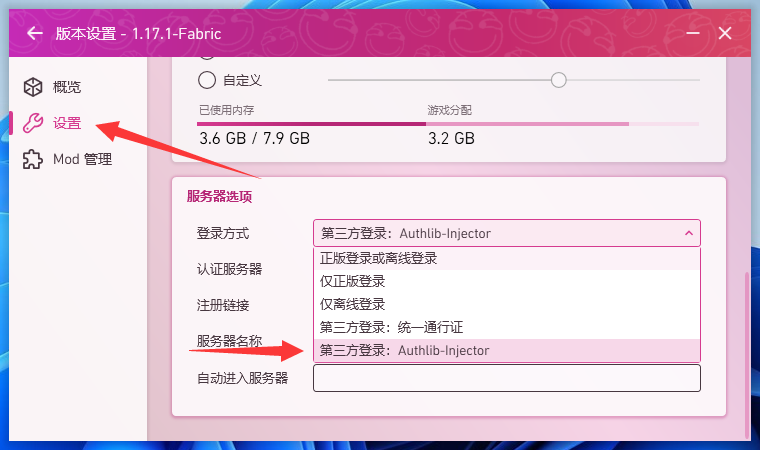 版本设置 - 1.17.1-Fabric
概览
设置
Mod 管理
自定义
已使用内存
游戏分配
3.6 GB / 7.9 GB
3.2 GB
服务器选项
登录方式
第三方登录：Authlib-Injector
正版登录或离线登录
认证服务器
仅正版登录
注册链接
仅离线登录
第三方登录：统一通行证
服务器名称
第三方登录：Authlib-Injector
自动进入服务器